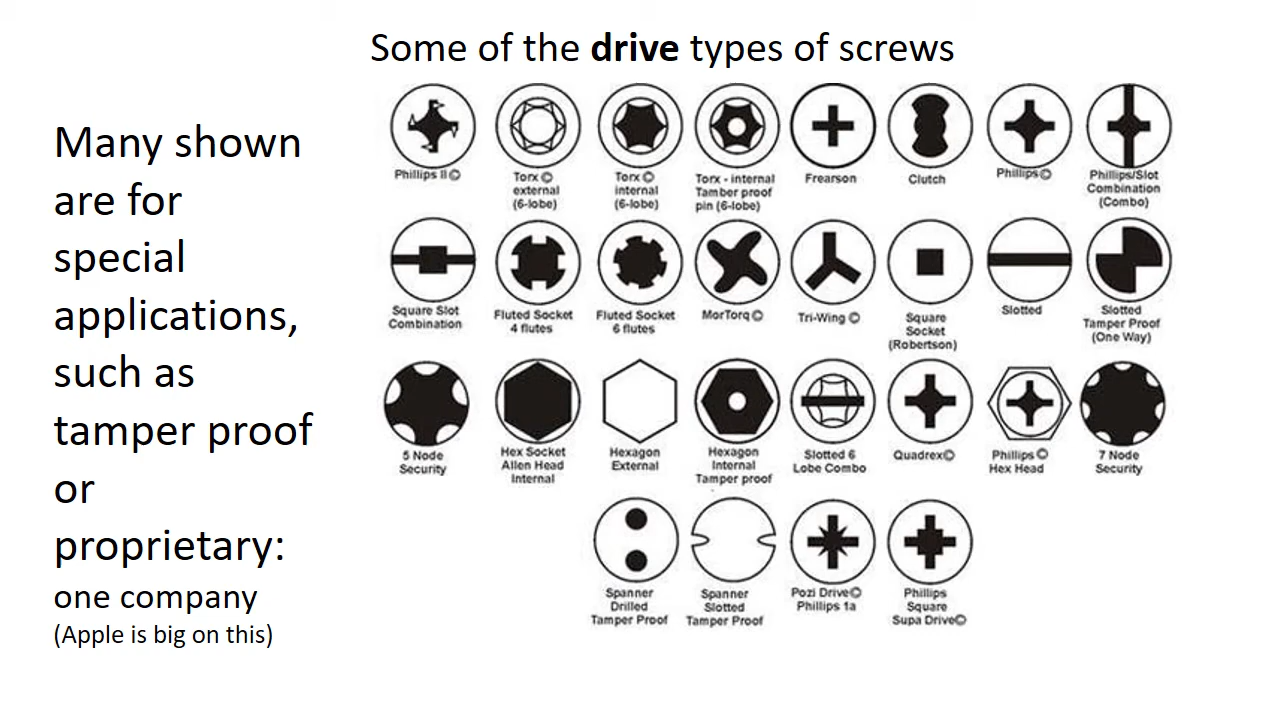 Some of the drive types of screws
Many shown
are for
special
applications,
such as
tamper proof
or
proprietary:
one company
(Apple is big on this)
Phillips II©
Torx ©
external
(6-lobe)
Torx ©
internal
(6-lobe)
Torx - internal
Tamber proof
pin (6-lobe)
Frearson
Clutch
Phillips©
Phillips/Slot
Combination
(Combo)
Square Slot
Combination
Fluted Socket
4 flutes
Fluted Socket
6 flutes
MorTorq ©
Tri-Wing ©
Square
Socket
(Robertson)
Slotted
Slotted
Tamper Proof
(One Way)
5 Node
Security
Hex Socket
Allen Head
Internal
Hexagon
External
Hexagon
Internal
Tamper proof
Slotted 6
Lobe Combo
Quadrex©
Phillips ©
Hex Head
7 Node
Security
Spanner
Drilled
Tamper Proof
Spanner
Slotted
Tamper Proof
Pozi Drive©
Phillips 1a
Phillips
Square
Supa Drive©